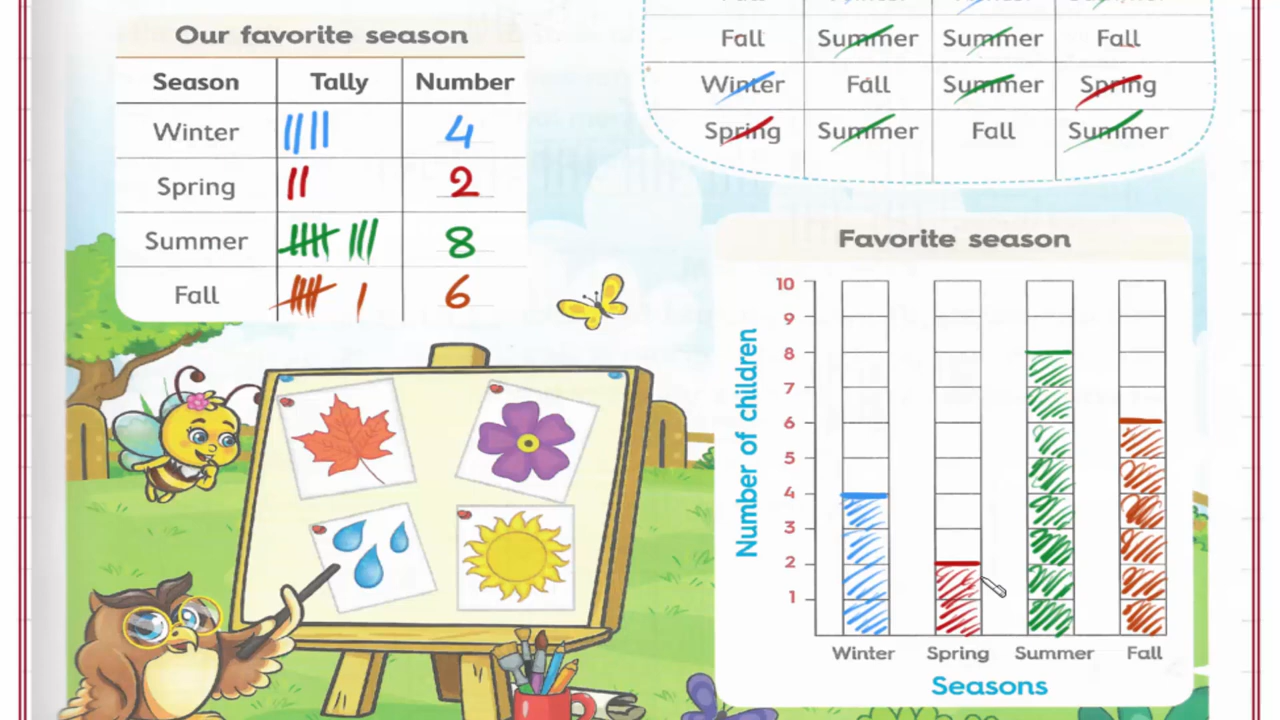 Our favorite season
Season Tally Number
Winter 4
Spring 2
Summer 8
Fall 6
Fall Summer Summer Fall
Winter Fall Summer Spring
Spring Summer Fall Summer
Favorite season
Number of children
10
9
8
7
6
5
4
3
2
1
Winter Spring Summer Fall
Seasons